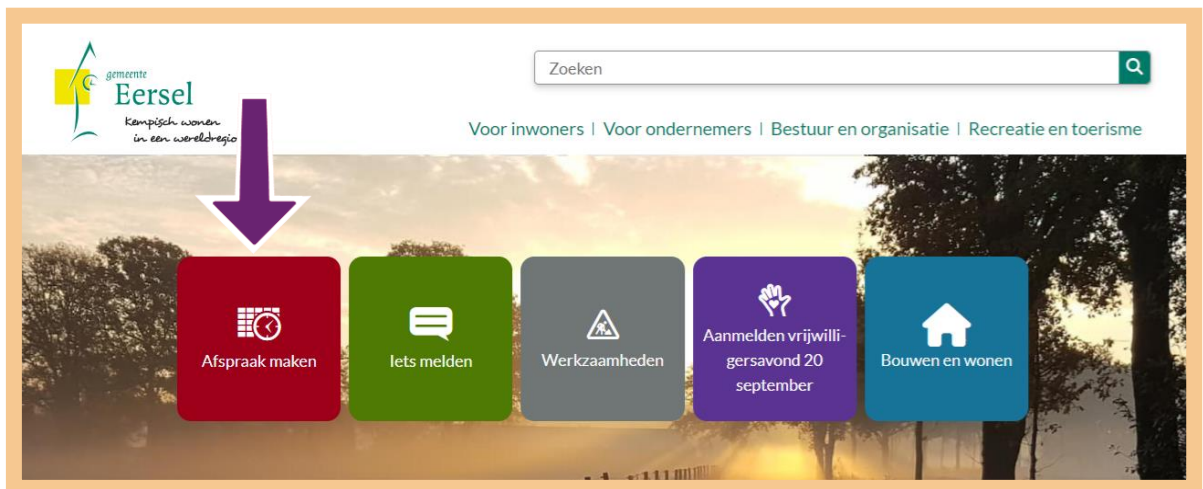 gemeente
Eersel
Kempisch wonen
in een wereldregio
Zoeken
Voor inwoners | Voor ondernemers | Bestuur en organisatie | Recreatie en toerisme
Afspraak maken
Iets melden
Werkzaamheden
Aanmelden vrijwilli-
gersavond 20
september
Bouwen en wonen